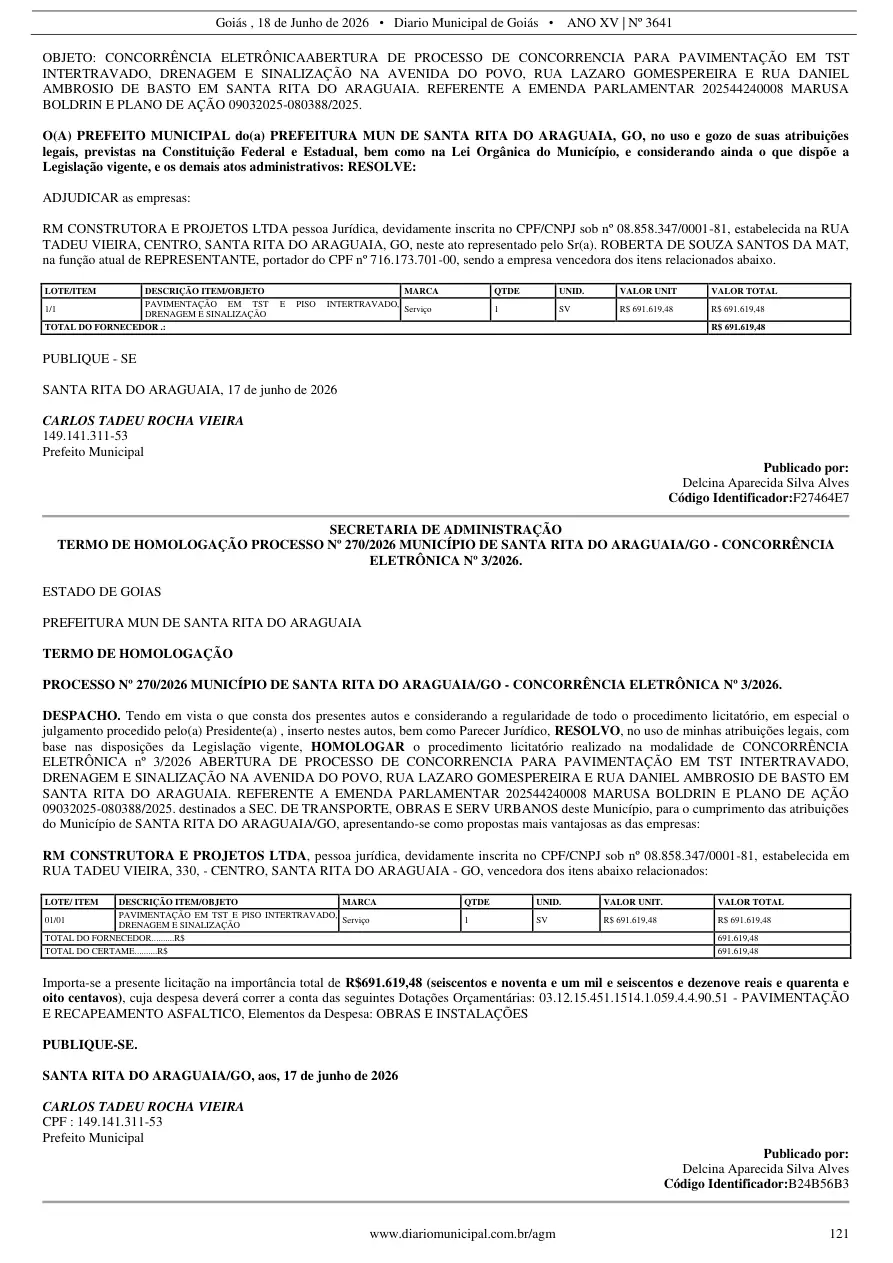 Goiás , 18 de Junho de 2026 • Diario Municipal de Goiás • ANO XV | Nº 3641
OBJETO: CONCORRÊNCIA ELETRÔNICAABERTURA DE PROCESSO DE CONCORRENCIA PARA PAVIMENTAÇÃO EM TST
INTERTRAVADO, DRENAGEM E SINALIZAÇÃO NA AVENIDA DO POVO, RUA LAZARO GOMESPEREIRA E RUA DANIEL
AMBROSIO DE BASTO EM SANTA RITA DO ARAGUAIA. REFERENTE A EMENDA PARLAMENTAR 202544240008 MARUSA
BOLDRIN E PLANO DE AÇÃO 09032025-080388/2025.
O(A) PREFEITO MUNICIPAL do(a) PREFEITURA MUN DE SANTA RITA DO ARAGUAIA, GO, no uso e gozo de suas atribuições
legais, previstas na Constituição Federal e Estadual, bem como na Lei Orgânica do Município, e considerando ainda o que dispõe a
Legislação vigente, e os demais atos administrativos: RESOLVE:
ADJUDICAR as empresas:
RM CONSTRUTORA E PROJETOS LTDA pessoa Jurídica, devidamente inscrita no CPF/CNPJ sob nº 08.858.347/0001-81, estabelecida na RUA
TADEU VIEIRA, CENTRO, SANTA RITA DO ARAGUAIA, GO, neste ato representado pelo Sr(a). ROBERTA DE SOUZA SANTOS DA MAT,
na função atual de REPRESENTANTE, portador do CPF nº 716.173.701-00, sendo a empresa vencedora dos itens relacionados abaixo.
LOTE/ITEM DESCRIÇÃO ITEM/OBJETO MARCA QTDE UNID. VALOR UNIT VALOR TOTAL
1/1 PAVIMENTAÇÃO EM TST E PISO INTERTRAVADO, DRENAGEM E SINALIZAÇÃO Serviço 1 SV R$ 691.619,48 R$ 691.619,48
TOTAL DO FORNECEDOR .: R$ 691.619,48
PUBLIQUE - SE
SANTA RITA DO ARAGUAIA, 17 de junho de 2026
CARLOS TADEU ROCHA VIEIRA
149.141.311-53
Prefeito Municipal
Publicado por:
Delcina Aparecida Silva Alves
Código Identificador:F27464E7
SECRETARIA DE ADMINISTRAÇÃO
TERMO DE HOMOLOGAÇÃO PROCESSO Nº 270/2026 MUNICÍPIO DE SANTA RITA DO ARAGUAIA/GO - CONCORRÊNCIA
ELETRÔNICA Nº 3/2026.
ESTADO DE GOIAS
PREFEITURA MUN DE SANTA RITA DO ARAGUAIA
TERMO DE HOMOLOGAÇÃO
PROCESSO Nº 270/2026 MUNICÍPIO DE SANTA RITA DO ARAGUAIA/GO - CONCORRÊNCIA ELETRÔNICA Nº 3/2026.
DESPACHO. Tendo em vista o que consta dos presentes autos e considerando a regularidade de todo o procedimento licitatório, em especial o
julgamento procedido pelo(a) Presidente(a) , inserto nestes autos, bem como Parecer Jurídico, RESOLVO, no uso de minhas atribuições legais, com
base nas disposições da Legislação vigente, HOMOLOGAR o procedimento licitatório realizado na modalidade de CONCORRÊNCIA
ELETRÔNICA nº 3/2026 ABERTURA DE PROCESSO DE CONCORRENCIA PARA PAVIMENTAÇÃO EM TST INTERTRAVADO,
DRENAGEM E SINALIZAÇÃO NA AVENIDA DO POVO, RUA LAZARO GOMESPEREIRA E RUA DANIEL AMBROSIO DE BASTO EM
SANTA RITA DO ARAGUAIA. REFERENTE A EMENDA PARLAMENTAR 202544240008 MARUSA BOLDRIN E PLANO DE AÇÃO
09032025-080388/2025. destinados a SEC. DE TRANSPORTE, OBRAS E SERV URBANOS deste Município, para o cumprimento das atribuições
do Município de SANTA RITA DO ARAGUAIA/GO, apresentando-se como propostas mais vantajosas as das empresas:
RM CONSTRUTORA E PROJETOS LTDA, pessoa jurídica, devidamente inscrita no CPF/CNPJ sob nº 08.858.347/0001-81, estabelecida em
RUA TADEU VIEIRA, 330, - CENTRO, SANTA RITA DO ARAGUAIA - GO, vencedora dos itens abaixo relacionados:
LOTE/ ITEM DESCRIÇÃO ITEM/OBJETO MARCA QTDE UNID. VALOR UNIT. VALOR TOTAL
01/01 PAVIMENTAÇÃO EM TST E PISO INTERTRAVADO, DRENAGEM E SINALIZAÇÃO Serviço 1 SV R$ 691.619,48 R$ 691.619,48
TOTAL DO FORNECEDOR..........R$ 691.619,48
TOTAL DO CERTAME..........R$ 691.619,48
Importa-se a presente licitação na importância total de R$691.619,48 (seiscentos e noventa e um mil e seiscentos e dezenove reais e quarenta e
oito centavos), cuja despesa deverá correr a conta das seguintes Dotações Orçamentárias: 03.12.15.451.1514.1.059.4.4.90.51 - PAVIMENTAÇÃO
E RECAPEAMENTO ASFALTICO, Elementos da Despesa: OBRAS E INSTALAÇÕES
PUBLIQUE-SE.
SANTA RITA DO ARAGUAIA/GO, aos, 17 de junho de 2026
CARLOS TADEU ROCHA VIEIRA
CPF : 149.141.311-53
Prefeito Municipal
Publicado por:
Delcina Aparecida Silva Alves
Código Identificador:B24B56B3
www.diariomunicipal.com.br/agm 121